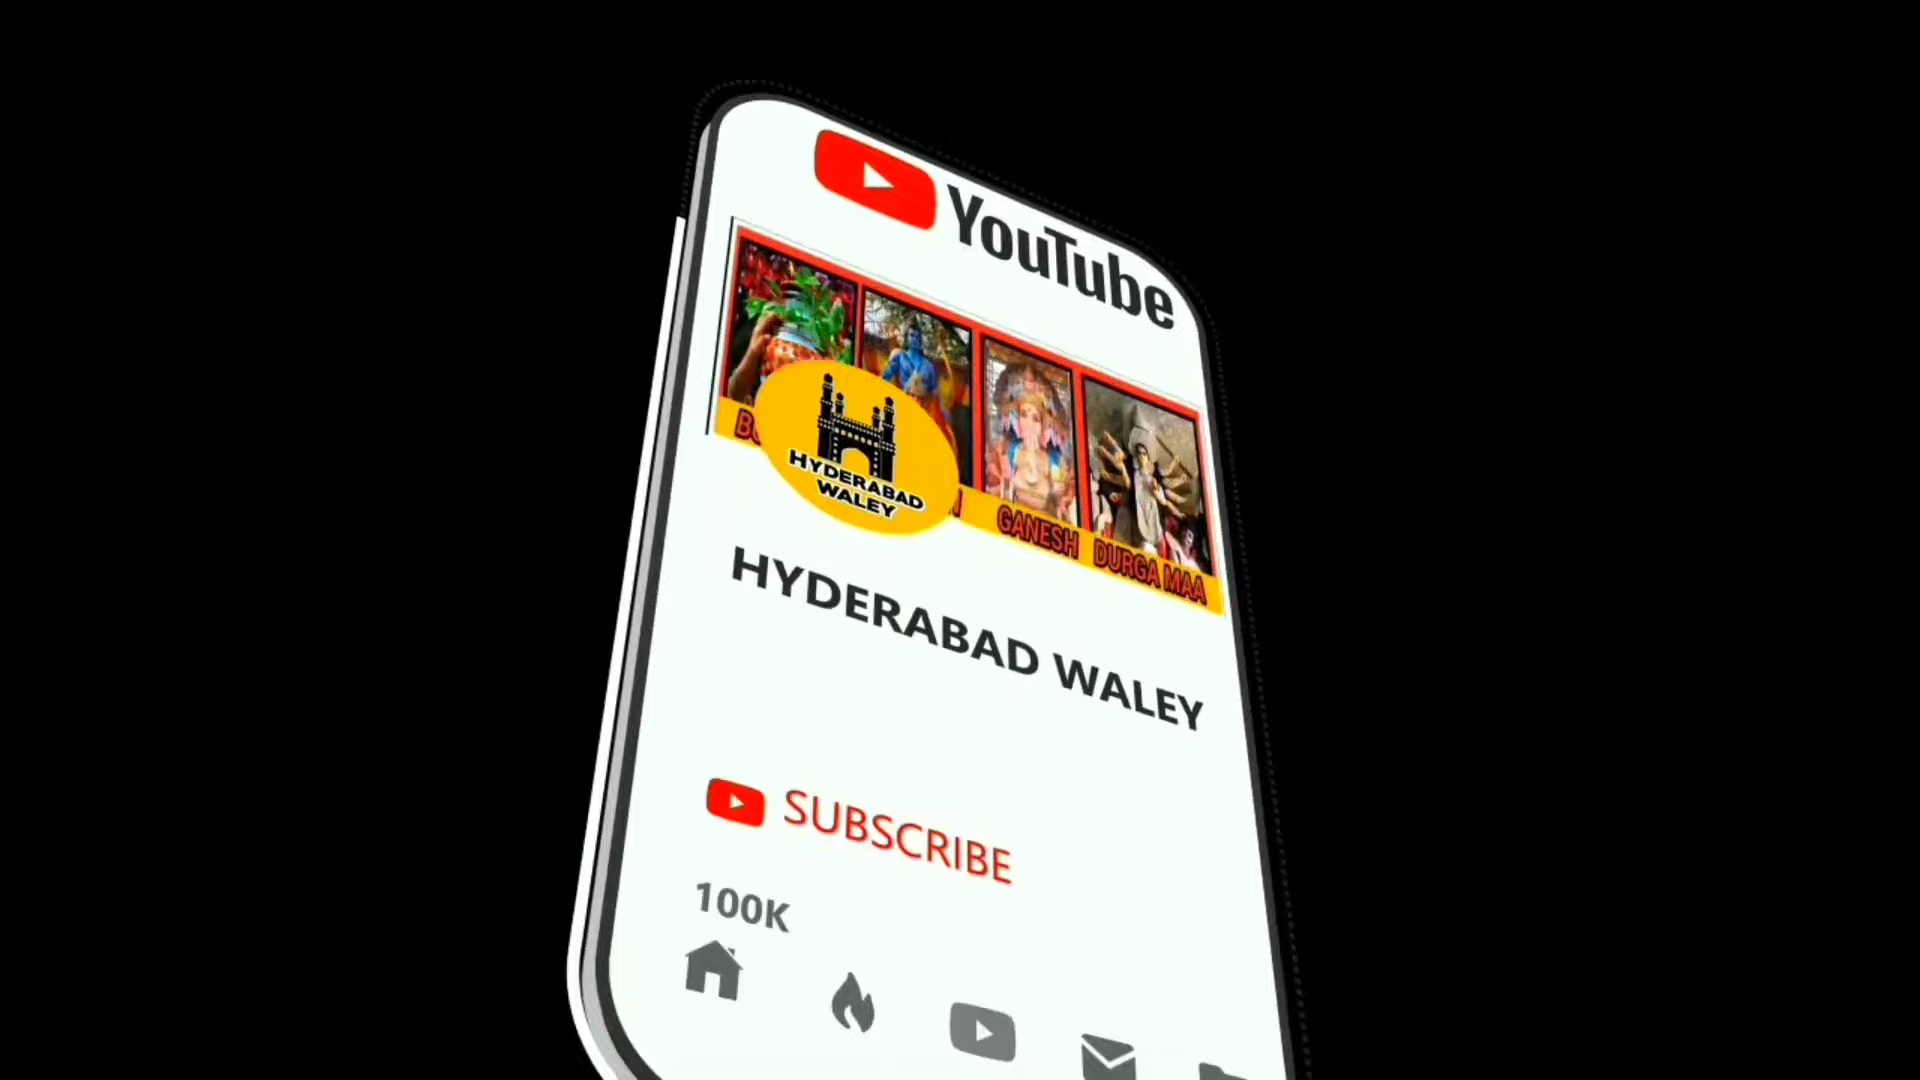 YouTube
GANESH
DURGA MAA
HYDERABAD
WALEY
HYDERABAD WALEY
SUBSCRIBE
100K